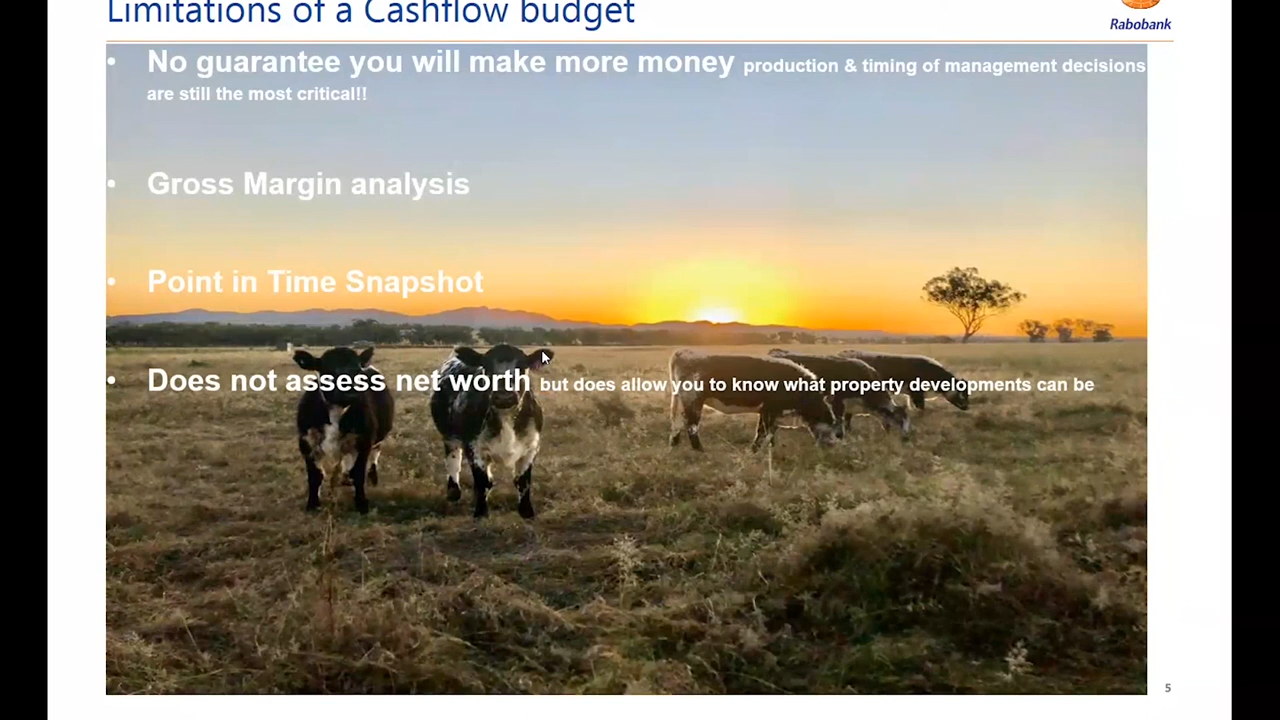 Limitations of a Cashflow budget
Rabobank
• No guarantee you will make more money production & timing of management decisions
are still the most critical!!
• Gross Margin analysis
• Point in Time Snapshot
• Does not assess net worth but does allow you to know what property developments can be
5